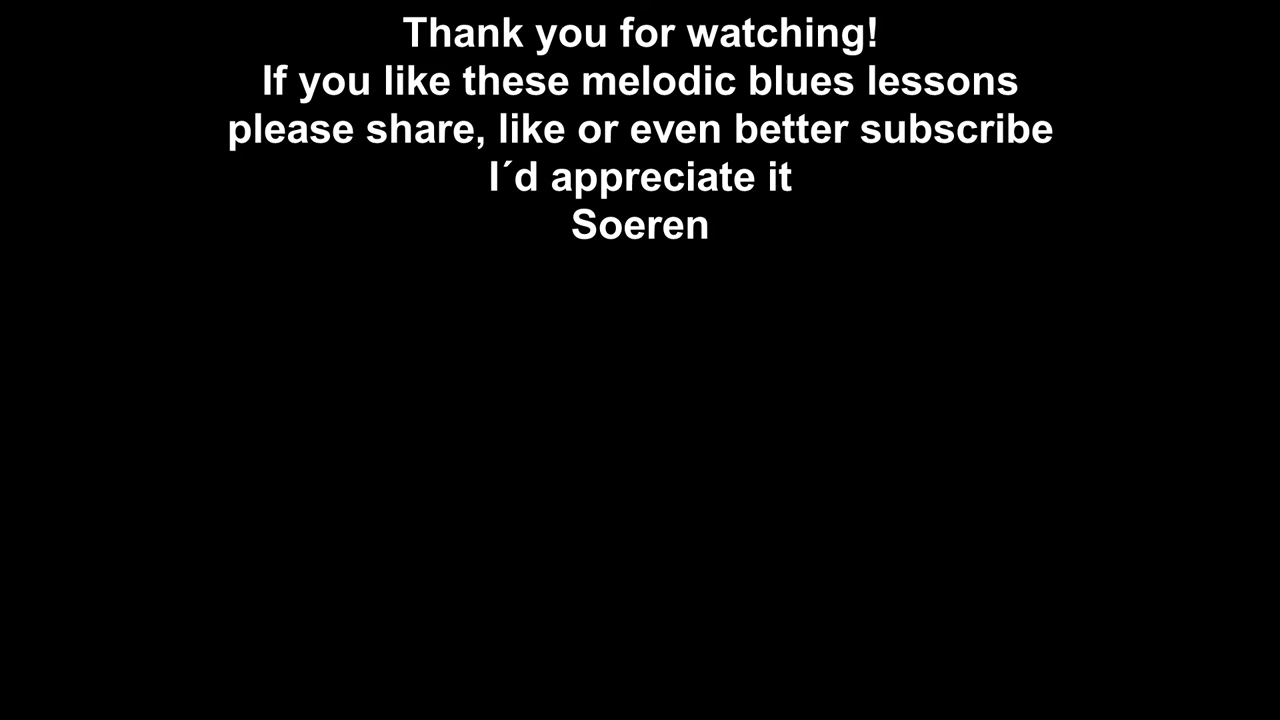 Thank you for watching!
If you like these melodic blues lessons
please share, like or even better subscribe
I´d appreciate it
Soeren